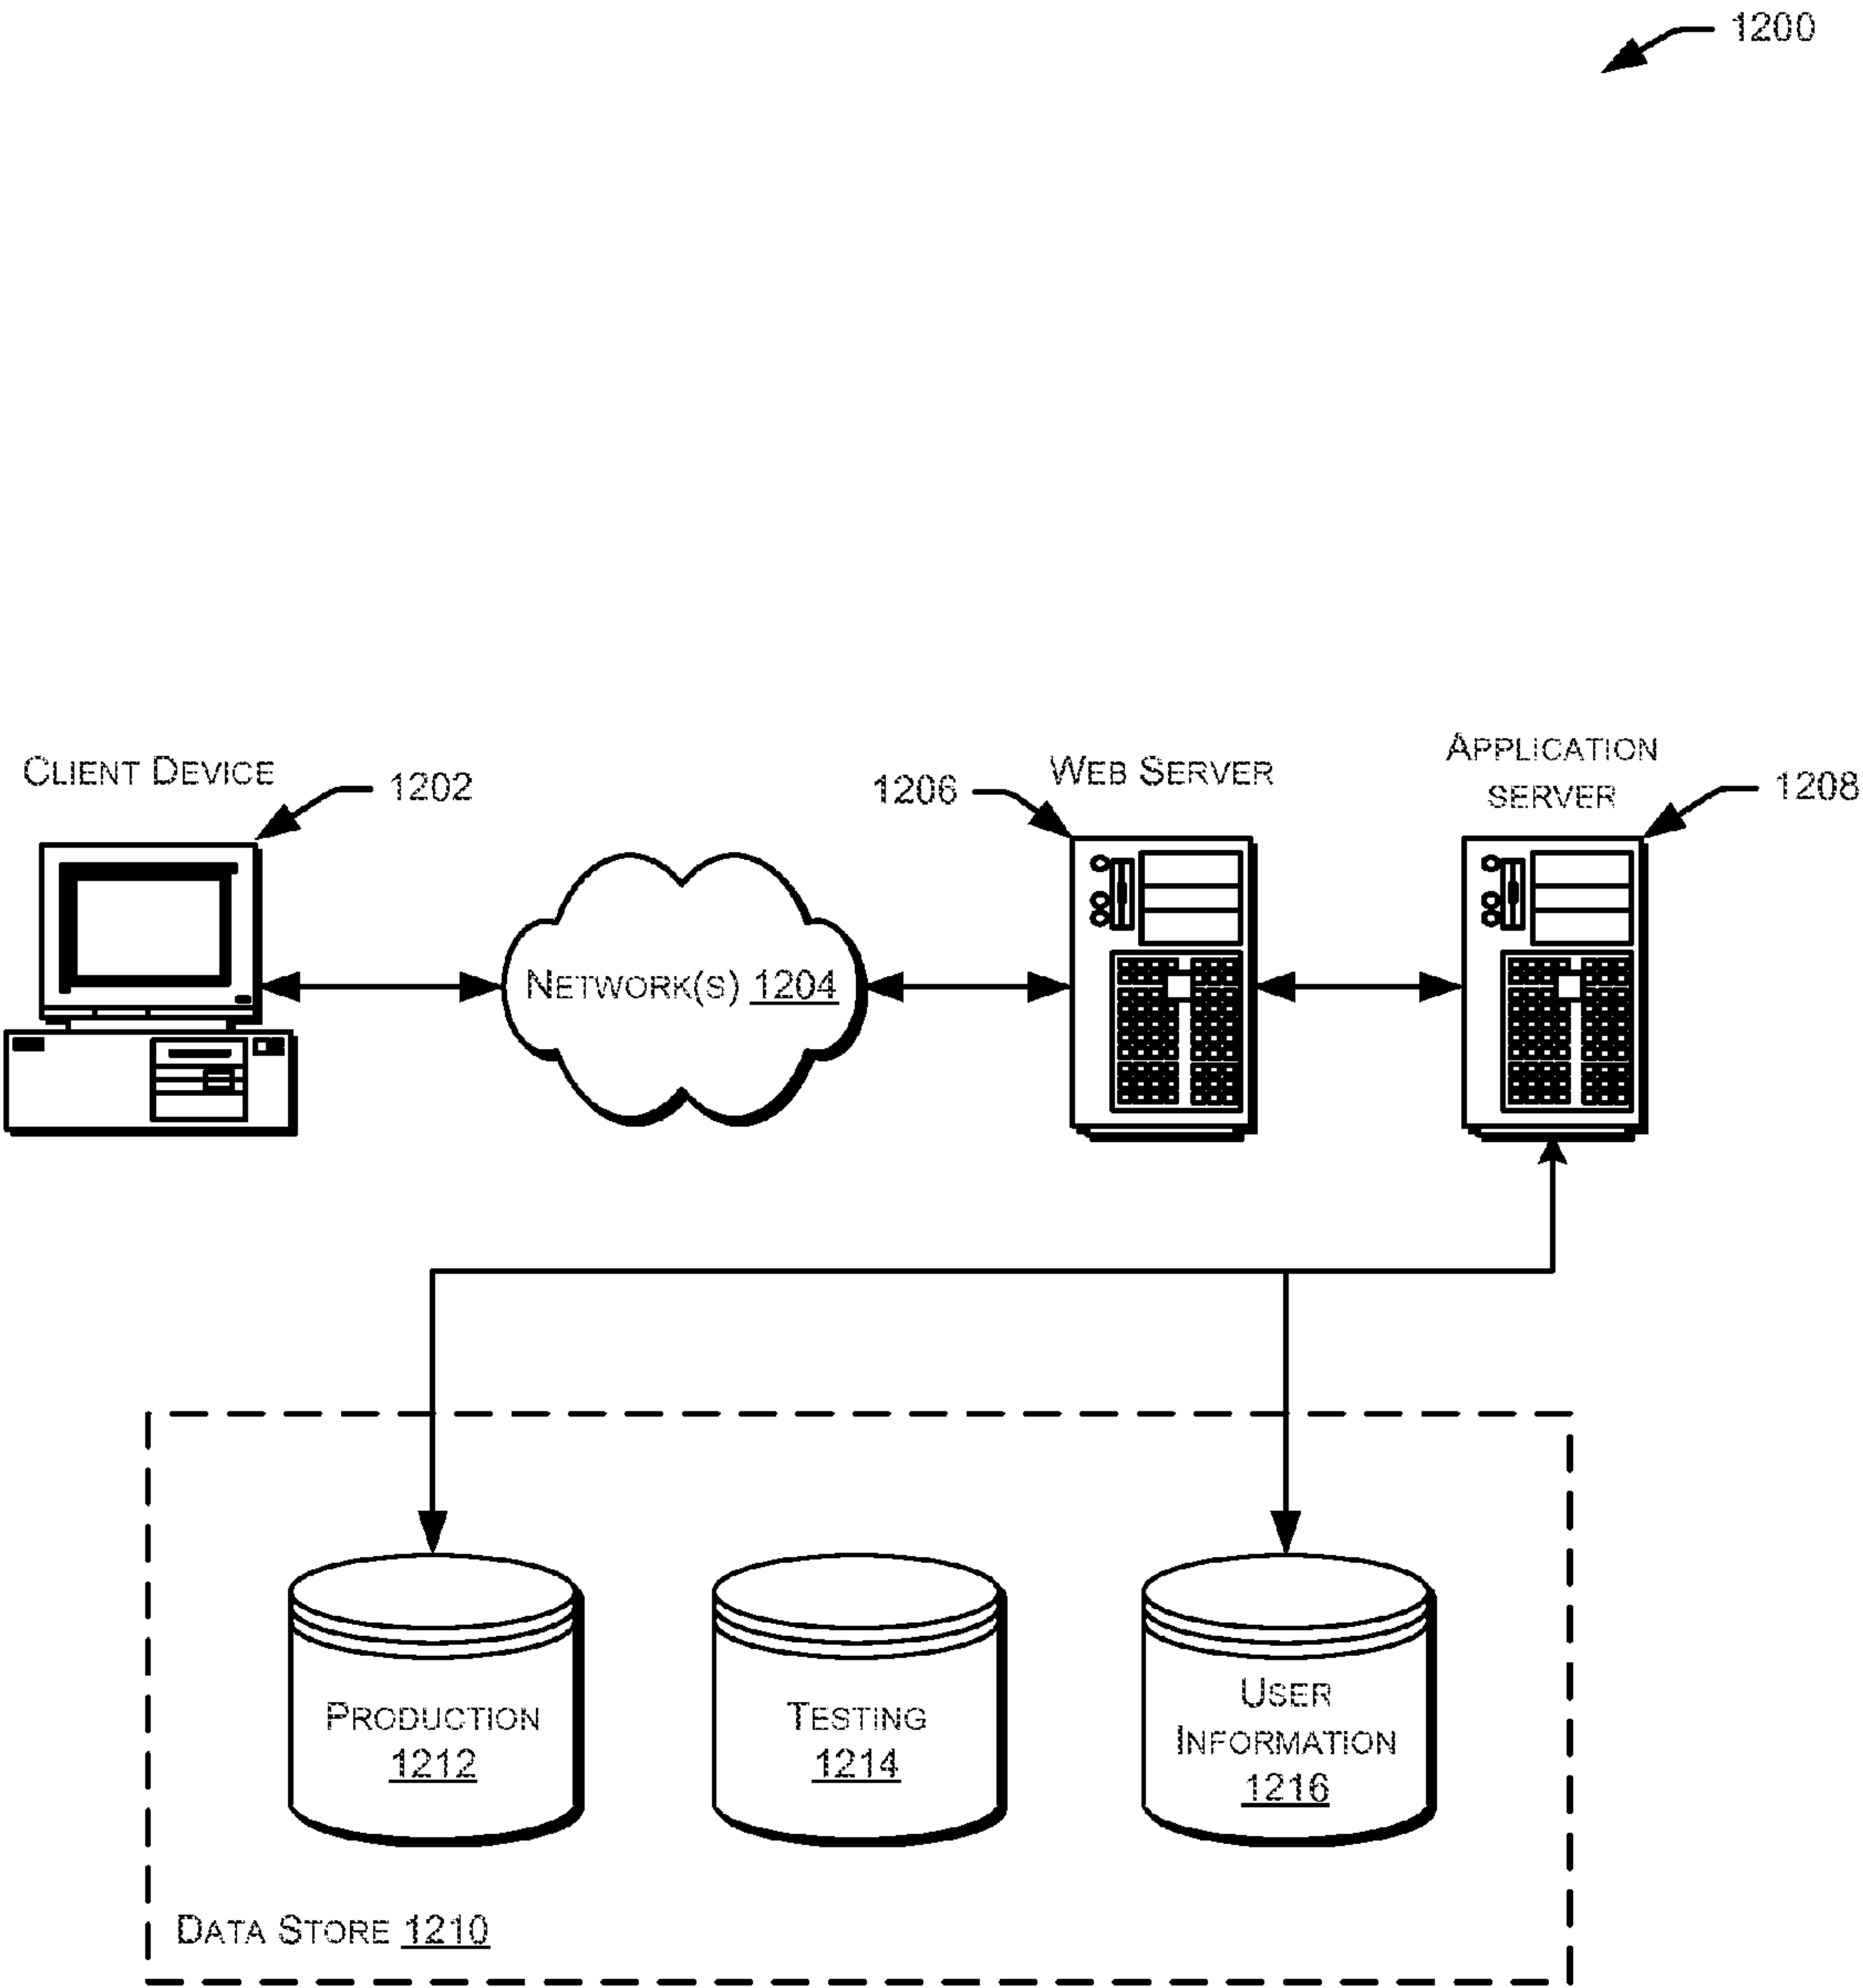 1200
CLIENT DEVICE
1202
1206
WEB SERVER
APPLICATION
SERVER
1208
NETWORK(S) 1204
PRODUCTION
1212
TESTING
1214
USER
INFORMATION
1216
DATA STORE 1210